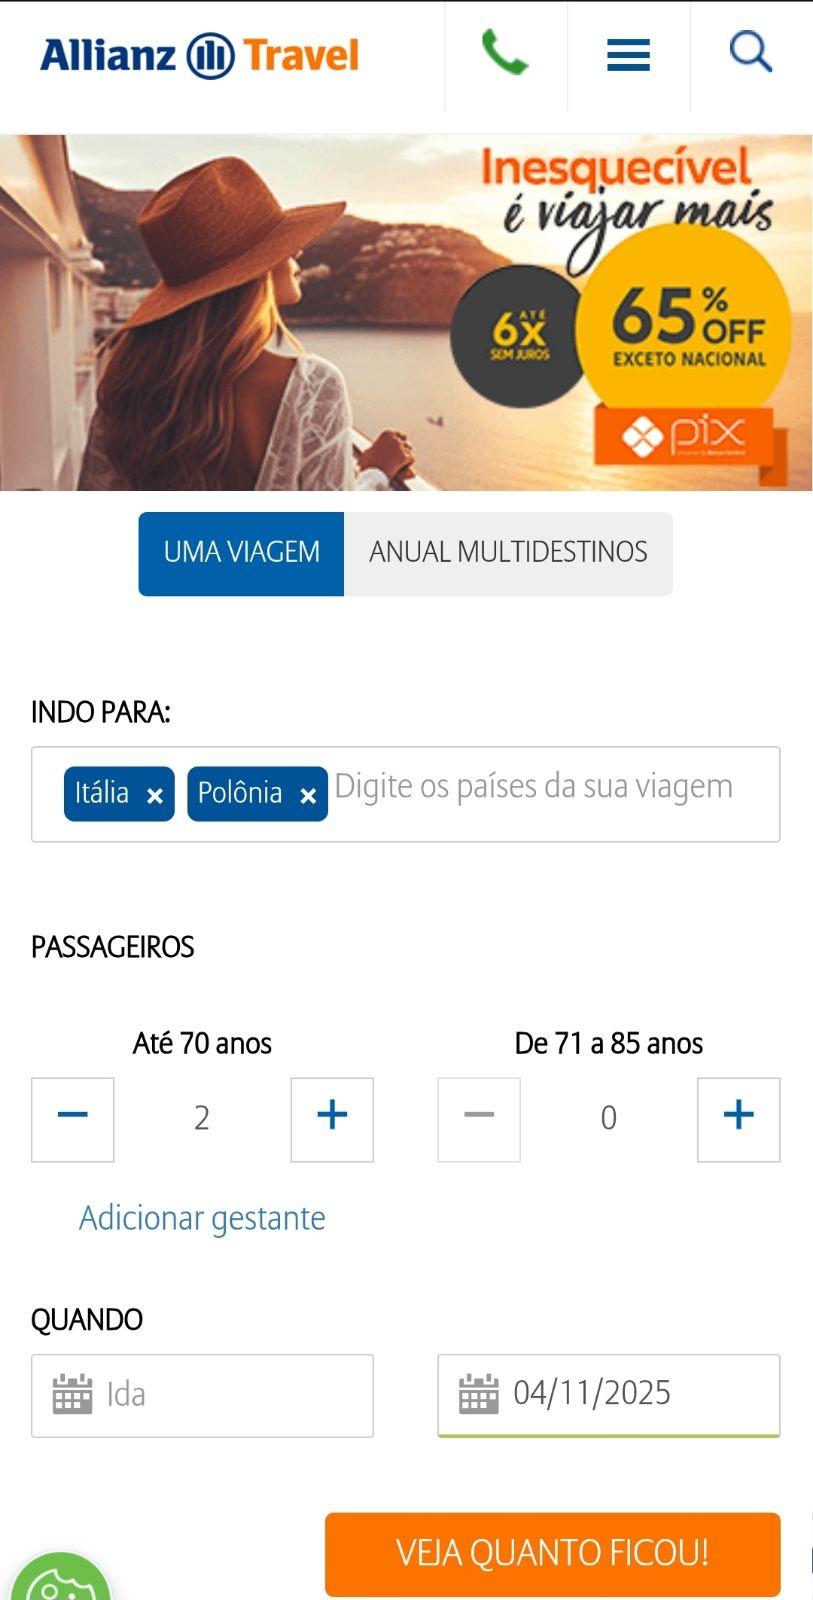 Allianz Travel
Inesquecível
é viajar mais
ATÉ
6X
SEM JUROS
65% OFF
EXCETO NACIONAL
pix
UMA VIAGEM
ANUAL MULTIDESTINOS
INDO PARA:
Itália × Polônia × Digite os países da sua viagem
PASSAGEIROS
Até 70 anos
De 71 a 85 anos
− 2 +
− 0 +
Adicionar gestante
QUANDO
Ida
04/11/2025
VEJA QUANTO FICOU!